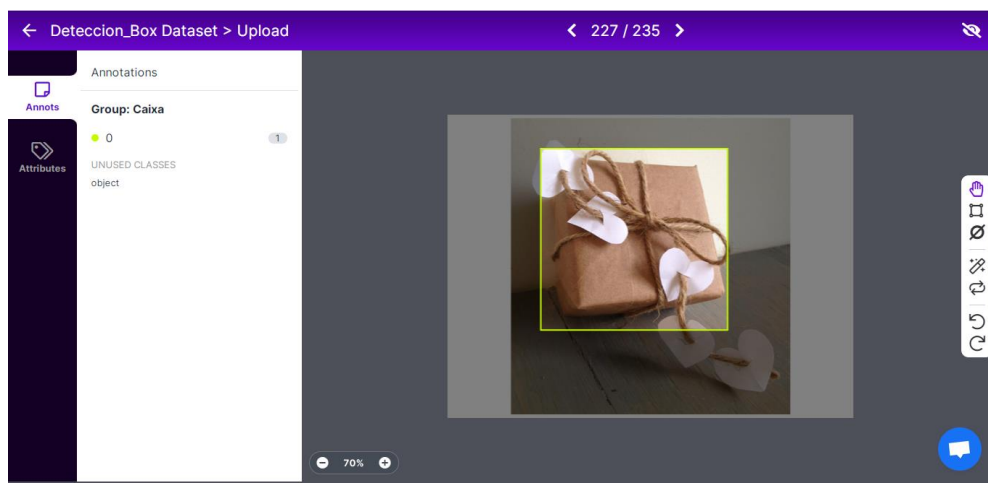 Deteccion_Box Dataset > Upload
227 / 235
Annots
Attributes
Annotations
Group: Caixa
0
1
UNUSED CLASSES
object
70%